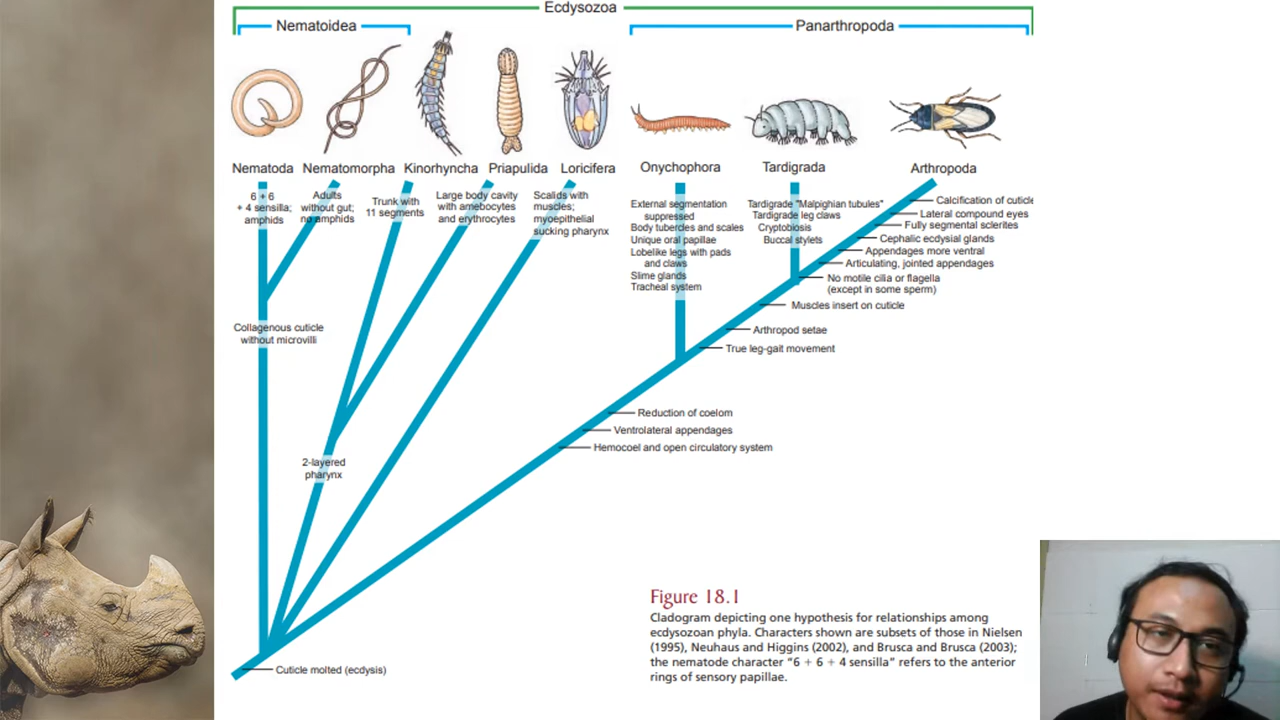 Ecdysozoa
Nematoidea
Panarthropoda
Nematoda
Nematomorpha
Kinorhyncha
Priapulida
Loricifera
Onychophora
Tardigrada
Arthropoda
6 + 6
+ 4 sensilla;
amphids
Adults
without gut;
no amphids
Trunk with
11 segments
Large body cavity
with amebocytes
and erythrocytes
Scalids with
muscles;
myoepithelial
sucking pharynx
External segmentation
suppressed
Body tubercles and scales
Unique oral papillae
Lobelike legs with pads
and claws
Slime glands
Tracheal system
Tardigrade "Malpighian tubules"
Tardigrade leg claws
Cryptobiosis
Buccal stylets
Calcification of cuticle
Lateral compound eyes
Fully segmental sclerites
Cephalic ecdysial glands
Appendages more ventral
Articulating, jointed appendages
No motile cilia or flagella
(except in some sperm)
Muscles insert on cuticle
Arthropod setae
True leg-gait movement
Collagenous cuticle
without microvilli
Reduction of coelom
Ventrolateral appendages
Hemocoel and open circulatory system
2-layered
pharynx
Cuticle molted (ecdysis)
Figure 18.1
Cladogram depicting one hypothesis for relationships among
ecdysozoan phyla. Characters shown are subsets of those in Nielsen
(1995), Neuhaus and Higgins (2002), and Brusca and Brusca (2003);
the nematode character “6 + 6 + 4 sensilla” refers to the anterior
rings of sensory papillae.